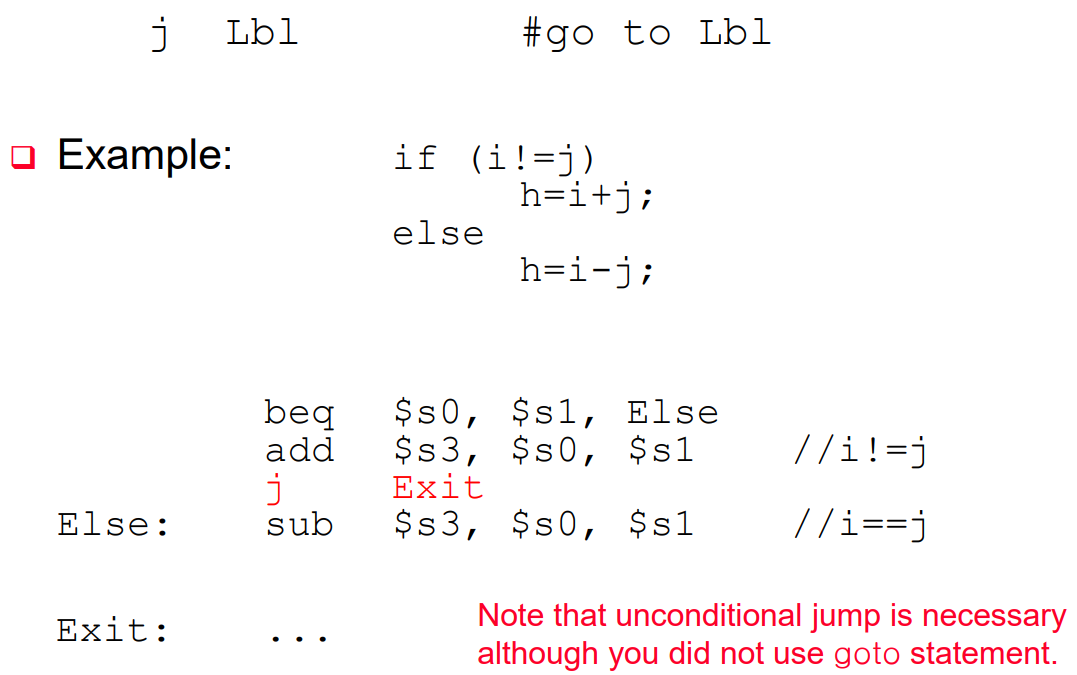 j Lbl #go to Lbl
❑ Example: if (i!=j)
h=i+j;
else
h=i-j;
beq $s0, $s1, Else
add $s3, $s0, $s1 //i!=j
j Exit
Else: sub $s3, $s0, $s1 //i==j
Exit: ...
Note that unconditional jump is necessary
although you did not use goto statement.